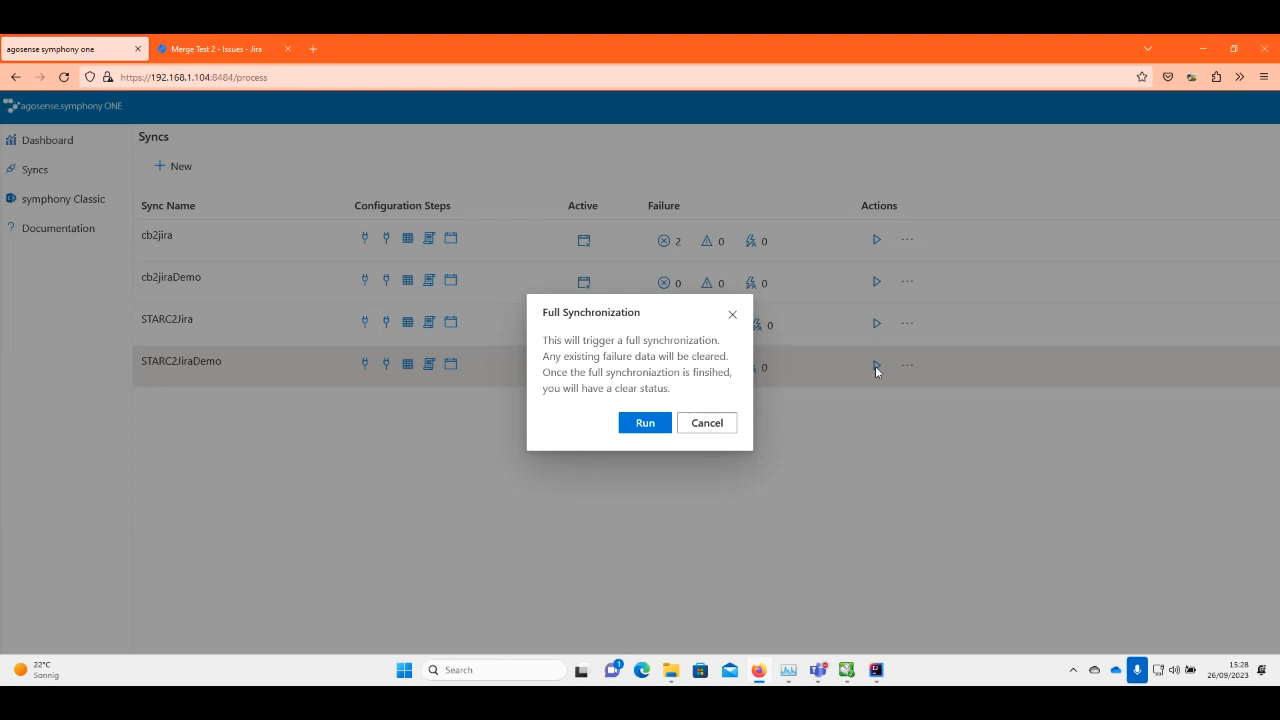 agosense symphony one
Merge Test 2 - Issues - Jira
https://192.168.1.104:8484/process
agosense.symphony ONE
Dashboard
Syncs
symphony Classic
Documentation
Syncs
New
Sync Name Configuration Steps Active Failure Actions
cb2jira 2 0 0
cb2jiraDemo 0 0 0
STARC2Jira 0
STARC2JiraDemo 0
Full Synchronization
This will trigger a full synchronization.
Any existing failure data will be cleared.
Once the full synchroniaztion is finsihed,
you will have a clear status.
Run Cancel
22°C
Sonnig
Search
1
15:28
26/09/2023